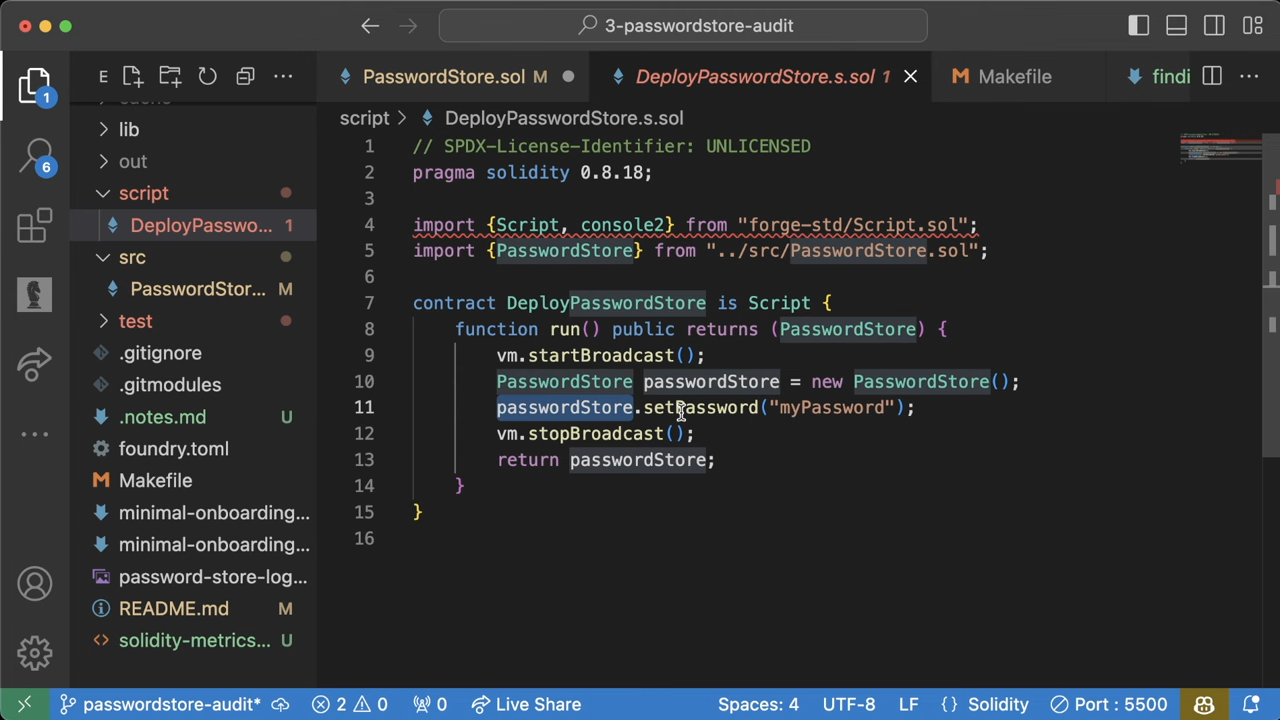 3-passwordstore-audit
E
PasswordStore.sol M
DeployPasswordStore.s.sol 1
Makefile
findi
script > DeployPasswordStore.s.sol
1
6
lib
out
script
DeployPasswo... 1
src
PasswordStor... M
test
.gitignore
.gitmodules
.notes.md U
foundry.toml
Makefile
minimal-onboarding...
minimal-onboarding...
password-store-log...
README.md M
solidity-metrics... U
1 // SPDX-License-Identifier: UNLICENSED
2 pragma solidity 0.8.18;
3
4 import {Script, console2} from "forge-std/Script.sol";
5 import {PasswordStore} from "../src/PasswordStore.sol";
6
7 contract DeployPasswordStore is Script {
8 function run() public returns (PasswordStore) {
9 vm.startBroadcast();
10 PasswordStore passwordStore = new PasswordStore();
11 passwordStore.setPassword("myPassword");
12 vm.stopBroadcast();
13 return passwordStore;
14 }
15 }
16
passwordstore-audit* 2 0 0 Live Share Spaces: 4 UTF-8 LF {} Solidity Port : 5500